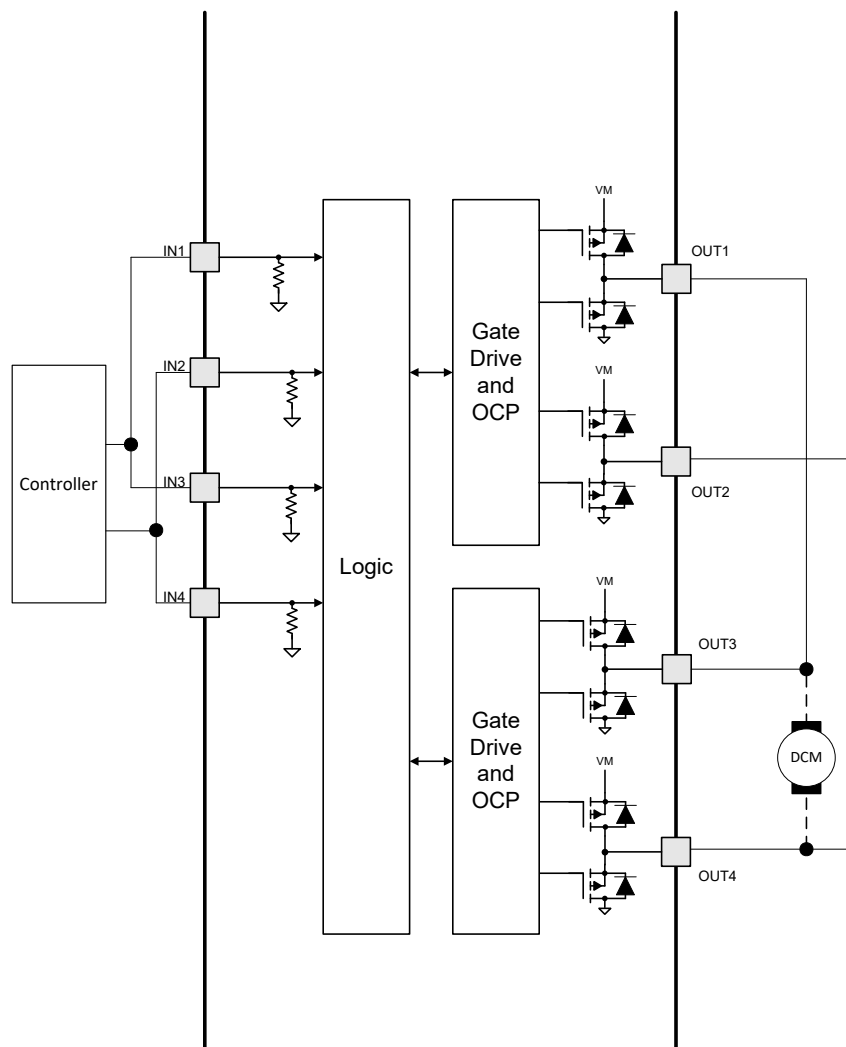 VM
IN1
OUT1
Gate
Drive
and
OCP
IN2
VM
Controller
IN3
OUT2
Logic
IN4
VM
OUT3
Gate
Drive
and
OCP
DCM
VM
OUT4